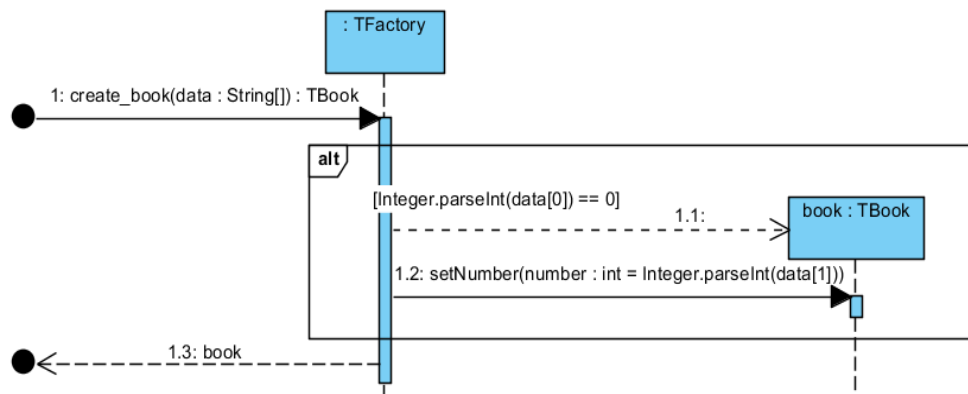 : TFactory
1: create_book(data : String[]) : TBook
alt
[Integer.parseInt(data[0]) == 0]
1.1:
book : TBook
1.2: setNumber(number : int = Integer.parseInt(data[1]))
1.3: book